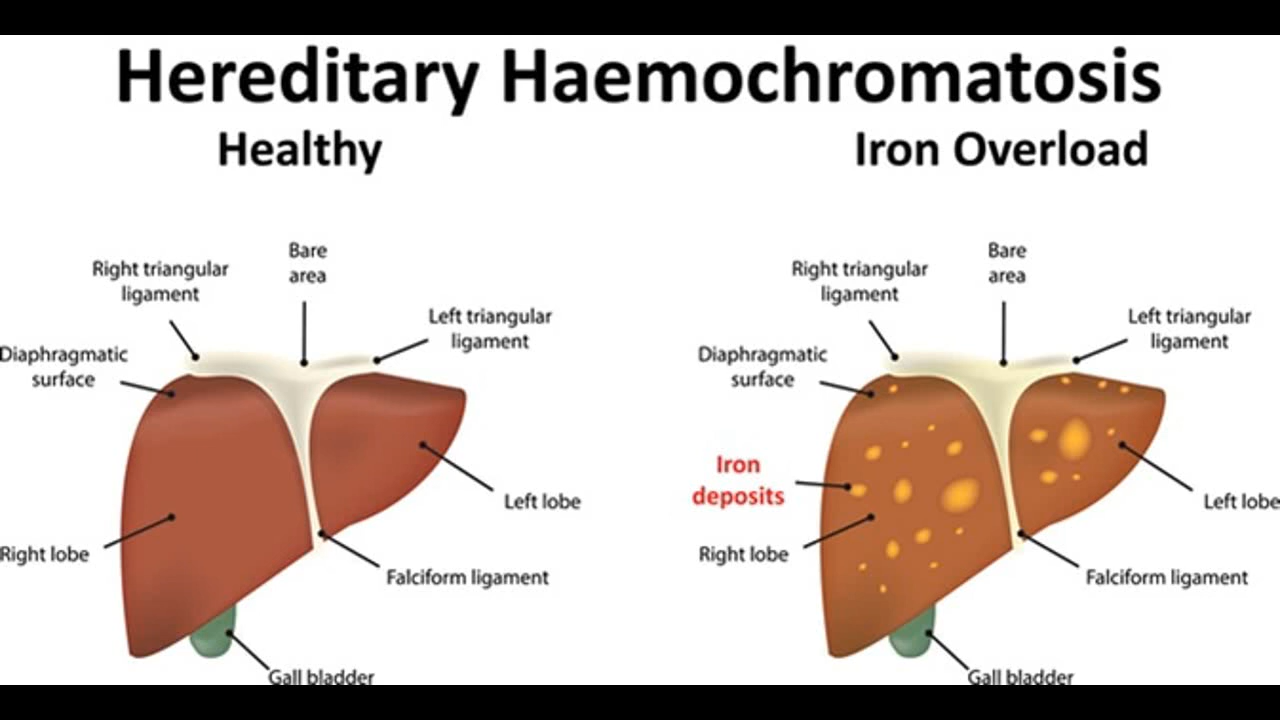 Hereditary Haemochromatosis
Healthy
Iron Overload
Bare
area
Right triangular
ligament
Left triangular
ligament
Diaphragmatic
surface
Left lobe
Right lobe
Falciform ligament
Gall bladder
Bare
area
Right triangular
ligament
Left triangular
ligament
Diaphragmatic
surface
Iron
deposits
Left lobe
Right lobe
Falciform ligament
Gall bladder